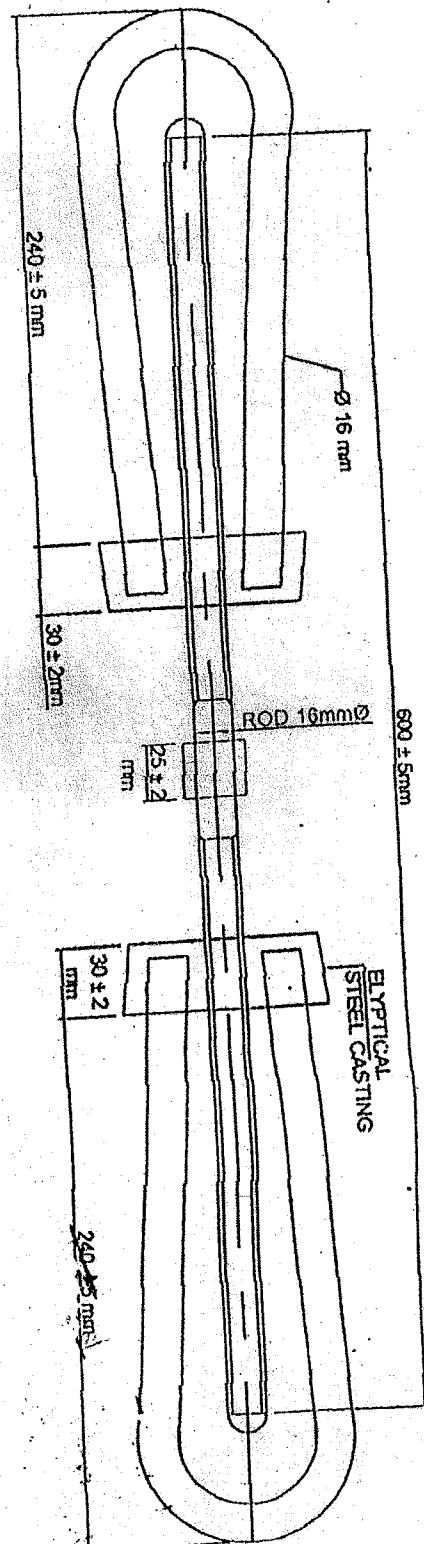 240 ± 5 mm
Ø 16 mm
30 ± 2mm
ROD 16mmØ
600 ± 5mm
25 ± 2
mm
ELYPTICAL
STEEL CASTING
30 ± 2
mm
240 ±5 mm